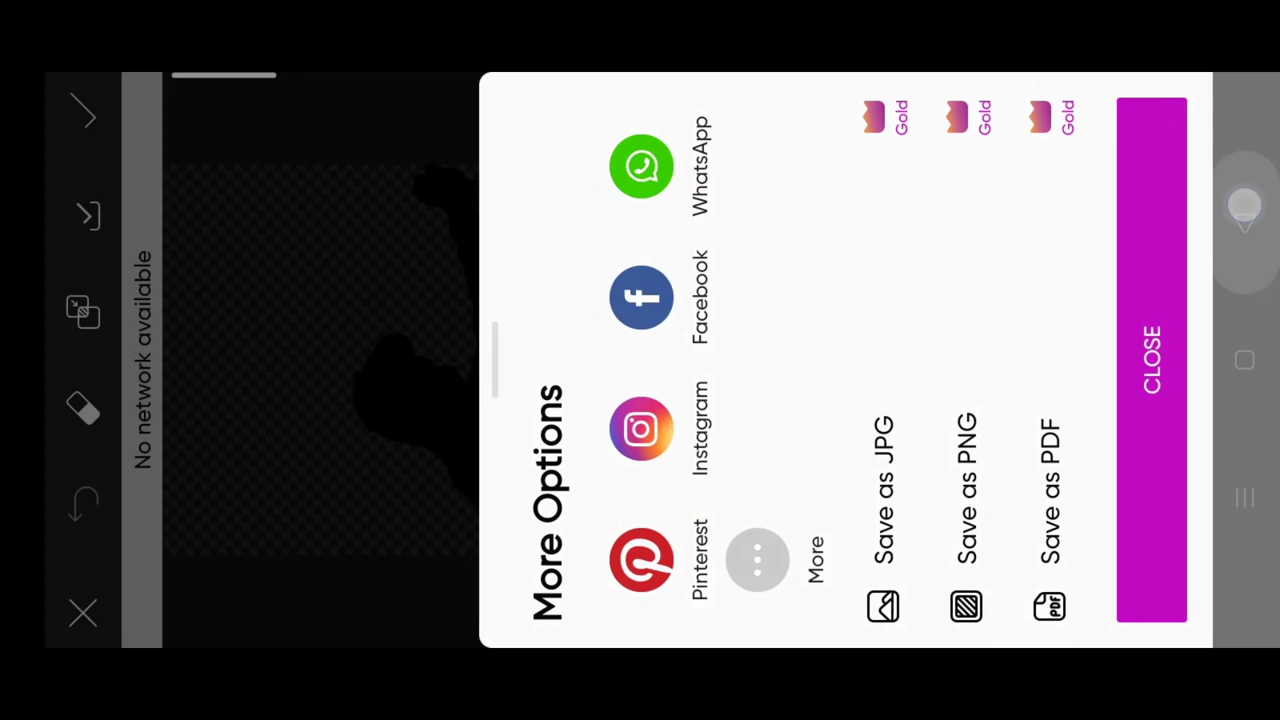 No network available
More Options
Pinterest
Instagram
Facebook
WhatsApp
More
Save as JPG
Gold
Save as PNG
Gold
PDF
Save as PDF
Gold
CLOSE